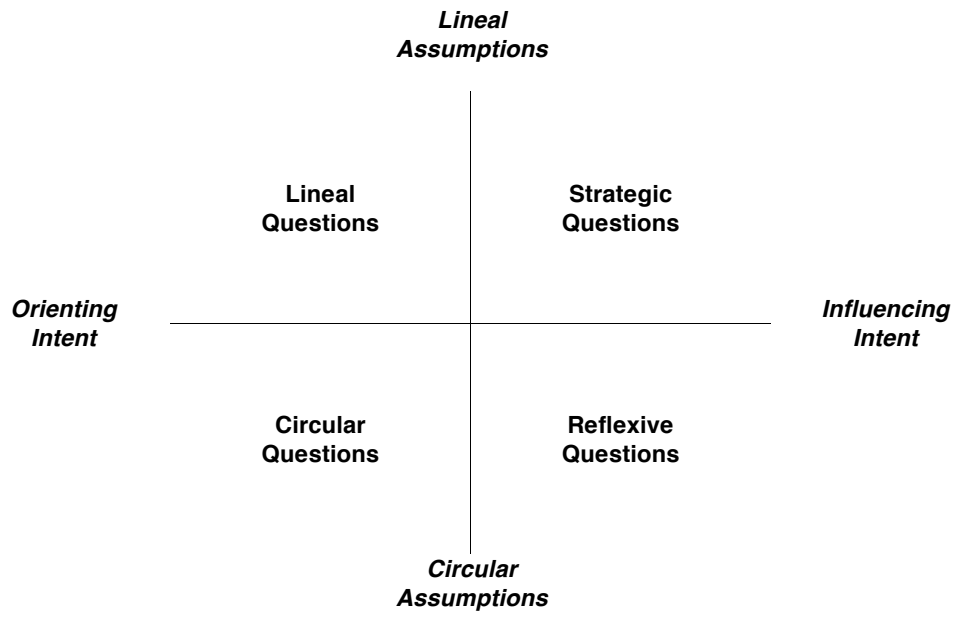 Lineal
Assumptions
Lineal
Questions
Strategic
Questions
Orienting
Intent
Influencing
Intent
Circular
Questions
Reflexive
Questions
Circular
Assumptions